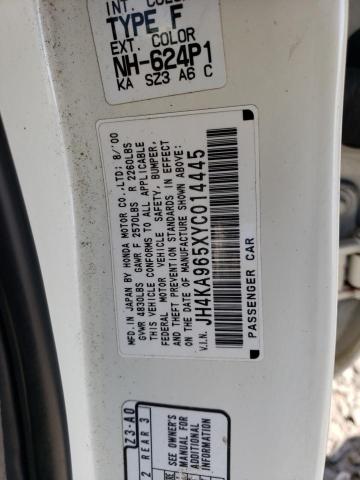 INT. COLOR
TYPE F
EXT. COLOR
NH-624P1
KA SZ3 A6 C
MFD. IN JAPAN BY HONDA MOTOR CO.,LTD; 8/'00
GVWR 4830LBS GAWR F 2570LBS R 2260LBS
THIS VEHICLE CONFORMS TO ALL APPLICABLE
FEDERAL MOTOR VEHICLE SAFETY, BUMPER,
AND THEFT PREVENTION STANDARDS IN EFFECT
ON THE DATE OF MANUFACTURE SHOWN ABOVE:
V.I.N. JH4KA965XYC014445
PASSENGER CAR
Z3-A0
2 REAR 3
SEE OWNER'S
MANUAL FOR
ADDITIONAL
INFORMATION